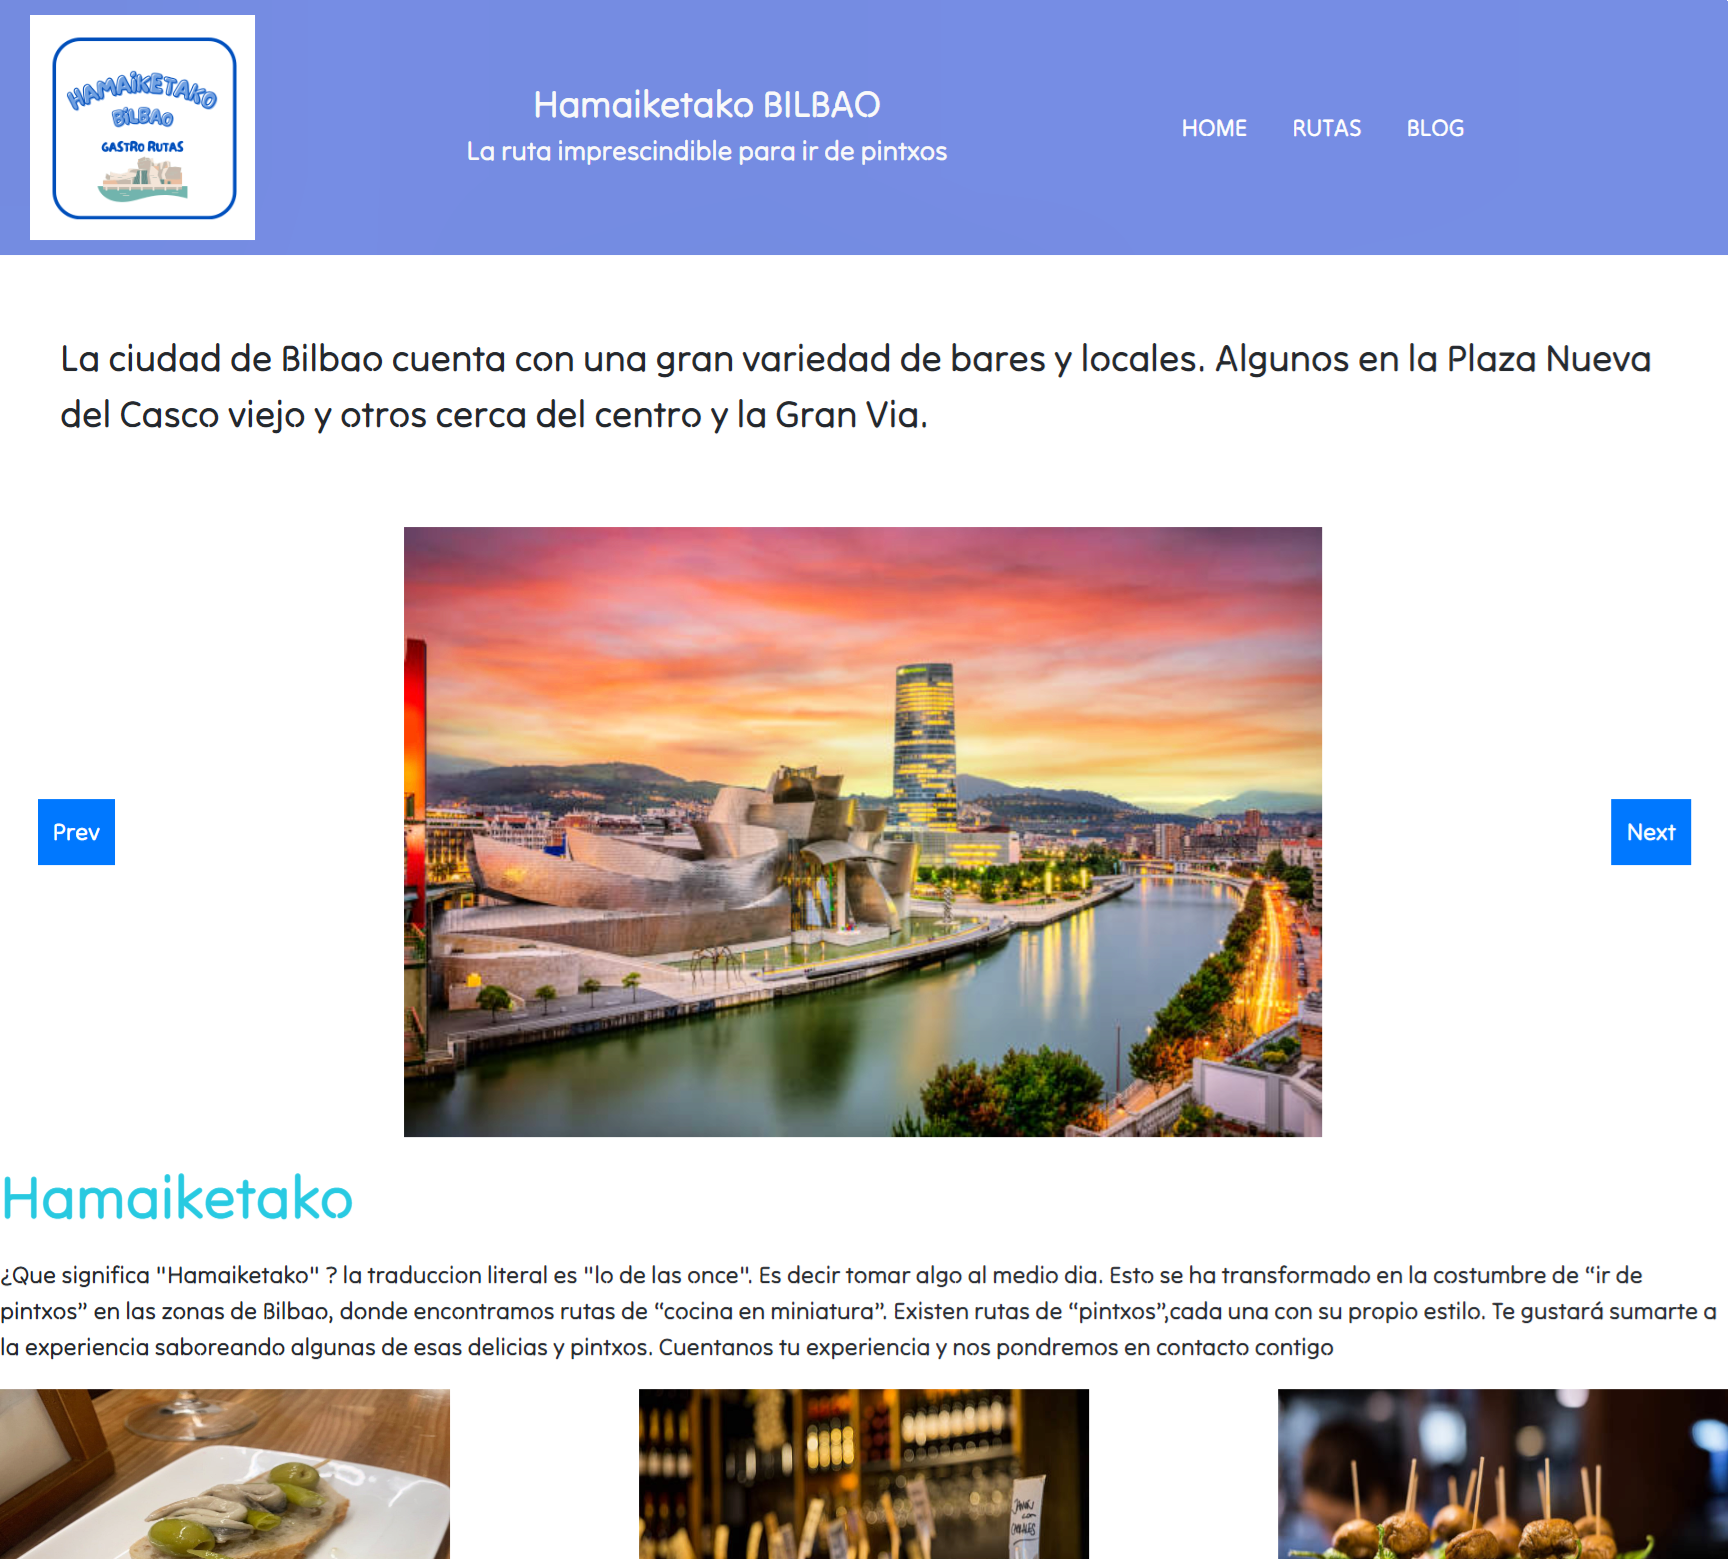 HAMAIKETAKO
BILBAO
GASTRO RUTAS
Hamaiketako BILBAO
La ruta imprescindible para ir de pintxos
HOME RUTAS BLOG
La ciudad de Bilbao cuenta con una gran variedad de bares y locales. Algunos en la Plaza Nueva
del Casco viejo y otros cerca del centro y la Gran Via.
Prev
Next
Hamaiketako
¿Que significa "Hamaiketako" ? la traduccion literal es "lo de las once". Es decir tomar algo al medio dia. Esto se ha transformado en la costumbre de “ir de
pintxos” en las zonas de Bilbao, donde encontramos rutas de “cocina en miniatura”. Existen rutas de “pintxos”,cada una con su propio estilo. Te gustará sumarte a
la experiencia saboreando algunas de esas delicias y pintxos. Cuentanos tu experiencia y nos pondremos en contacto contigo
JAMÓN
con